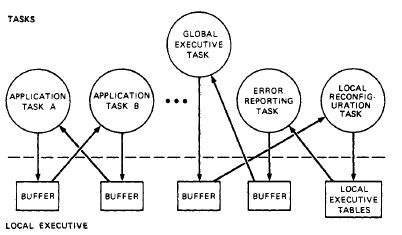 TASKS
GLOBAL
EXECUTIVE
TASK
APPLICATION
TASK A
APPLICATION
TASK B
ERROR
REPORTING
TASK
LOCAL
RECONFIG-
URATION
TASK
BUFFER
BUFFER
BUFFER
BUFFER
LOCAL
EXECUTIVE
TABLES
LOCAL EXECUTIVE